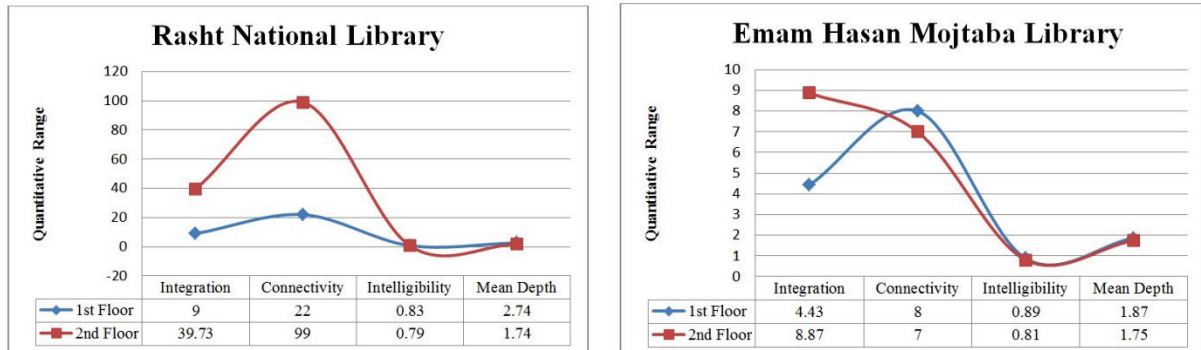 Rasht National Library
Quantitative Range
120
100
80
60
40
20
0
-20
Integration Connectivity Intelligibility Mean Depth
1st Floor 9 22 0.83 2.74
2nd Floor 39.73 99 0.79 1.74
Emam Hasan Mojtaba Library
Quantitative Range
10
9
8
7
6
5
4
3
2
1
0
Integration Connectivity Intelligibility Mean Depth
1st Floor 4.43 8 0.89 1.87
2nd Floor 8.87 7 0.81 1.75